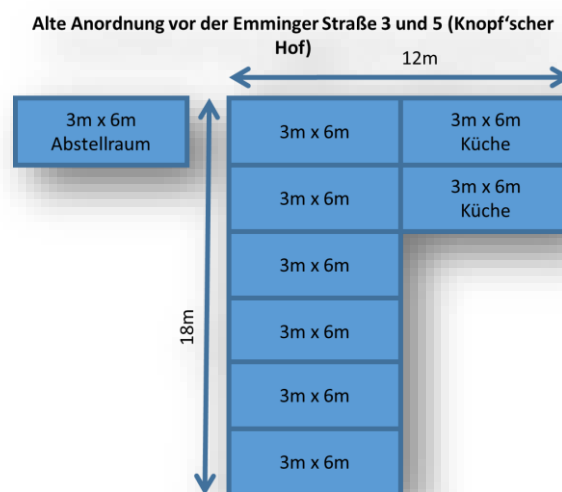 Alte Anordnung vor der Emminger Straße 3 und 5 (Knopf‘scher
Hof)
12m
3m x 6m
Abstellraum
3m x 6m
3m x 6m
Küche
3m x 6m
3m x 6m
Küche
3m x 6m
18m
3m x 6m
3m x 6m
3m x 6m